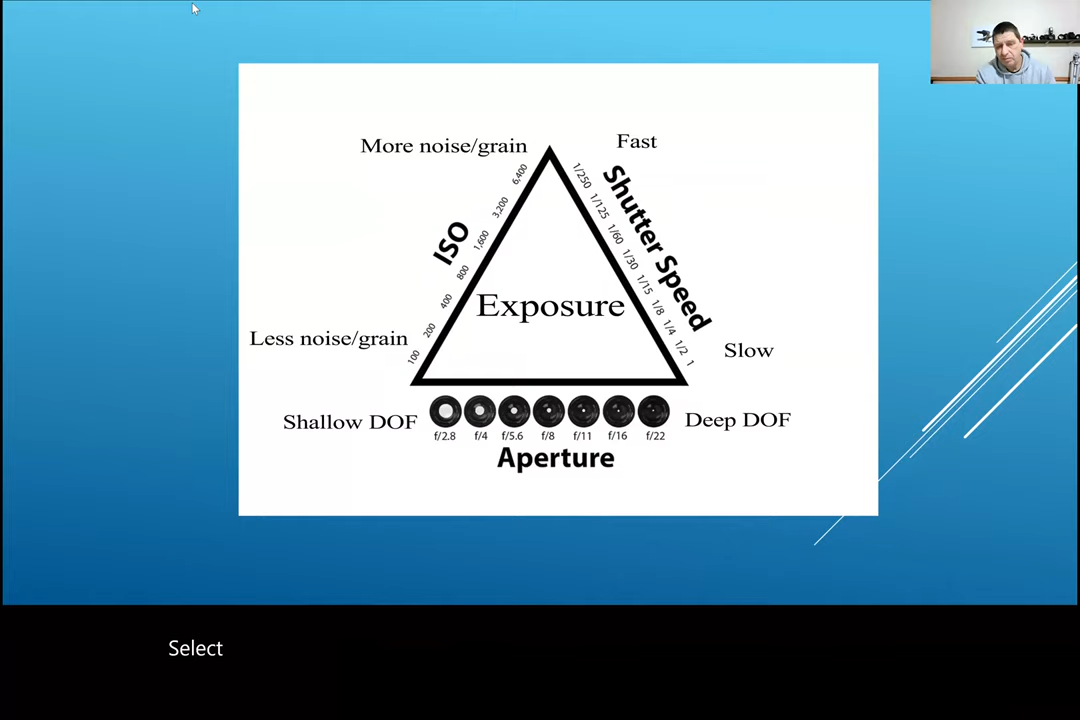 More noise/grain
Fast
6,400
3,200
1,600
800
400
200
100
ISO
1/250
1/125
1/60
1/30
1/15
1/8
1/4
1/2
1
Shutter Speed
Exposure
Less noise/grain
Slow
Shallow DOF
Deep DOF
f/2.8 f/4 f/5.6 f/8 f/11 f/16 f/22
Aperture
Select